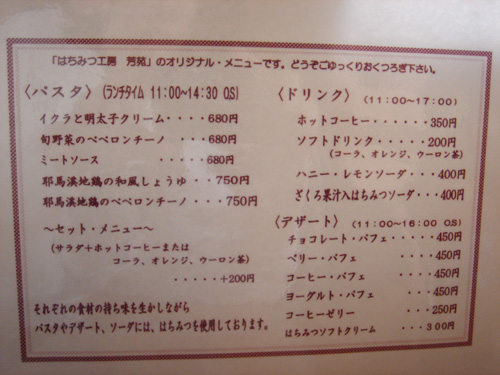 「はちみつ工房 芳苑」のオリジナル・メニューです。どうぞごゆっくりおくつろぎ下さい。
〈パスタ〉(ランチタイム 11:00~14:30 O.S)
イクラと明太子クリーム・・・・680円
旬野菜のペペロンチーノ ・・・680円
ミートソース ・・・・・680円
耶馬渓地鶏の和風しょうゆ・・750円
耶馬渓地鶏のペペロンチーノ・・・750円
~セット・メニュー~
(サラダ+ホットコーヒーまたは
コーラ、オレンジ、ウーロン茶)
・・・・・+200円
それぞれの食材の持ち味を生かしながら
パスタやデザート、ソーダには、はちみつを使用しております。
〈ドリンク〉(11:00~17:00)
ホットコーヒー・・・・・・350円
ソフトドリンク・・・・・200円
(コーラ、オレンジ、ウーロン茶)
ハニー・レモンソーダ・・・・400円
ざくろ果汁入はちみつソーダ・・400円
〈デザート〉(11:00~16:00 O.S)
チョコレート・パフェ・・・・・450円
ベリー・パフェ ・・・・・450円
コーヒー・パフェ ・・・・450円
ヨーグルト・パフェ ・・・・450円
コーヒーゼリー ・・・・250円
はちみつソフトクリーム ・・・300円